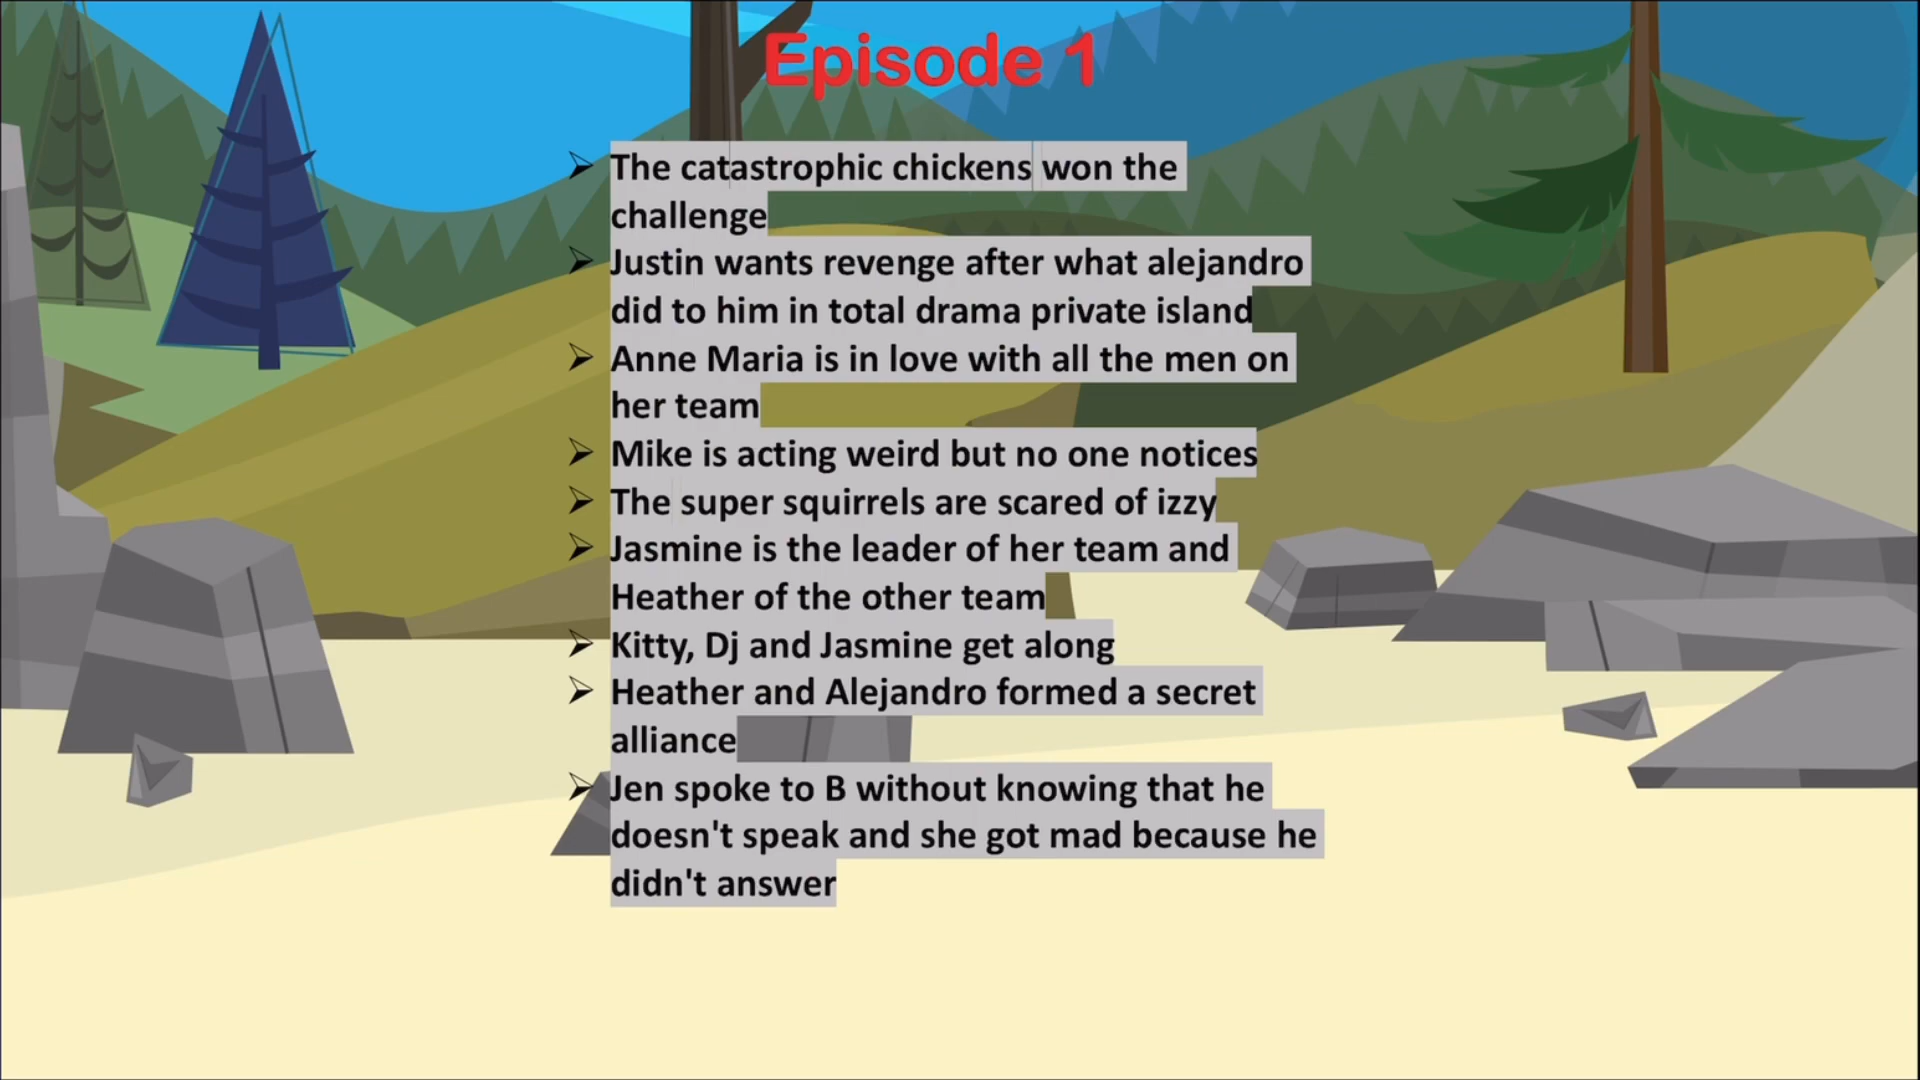 Episode 1
➢ The catastrophic chickens won the
challenge
➢ Justin wants revenge after what alejandro
did to him in total drama private island
➢ Anne Maria is in love with all the men on
her team
➢ Mike is acting weird but no one notices
➢ The super squirrels are scared of izzy
➢ Jasmine is the leader of her team and
Heather of the other team
➢ Kitty, Dj and Jasmine get along
➢ Heather and Alejandro formed a secret
alliance
➢ Jen spoke to B without knowing that he
doesn't speak and she got mad because he
didn't answer